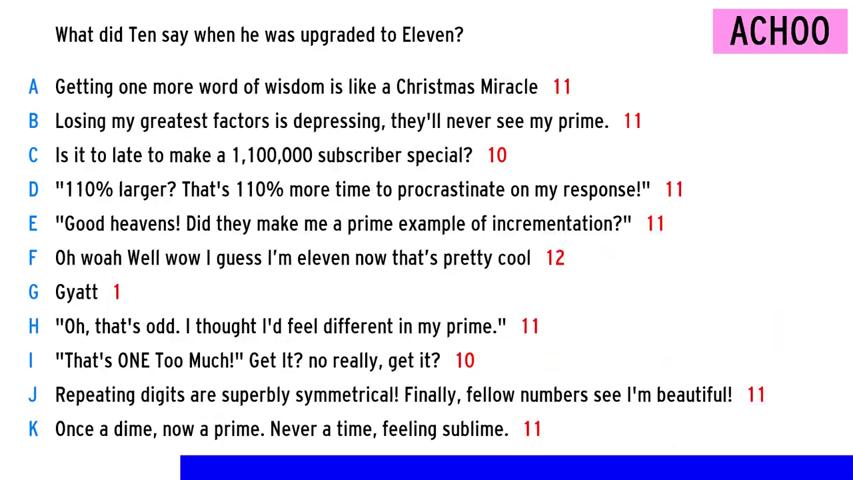 What did Ten say when he was upgraded to Eleven?
ACHOO
A Getting one more word of wisdom is like a Christmas Miracle 11
B Losing my greatest factors is depressing, they'll never see my prime. 11
C Is it to late to make a 1,100,000 subscriber special? 10
D "110% larger? That's 110% more time to procrastinate on my response!" 11
E "Good heavens! Did they make me a prime example of incrementation?" 11
F Oh woah Well wow I guess I’m eleven now that’s pretty cool 12
G Gyatt 1
H "Oh, that's odd. I thought I'd feel different in my prime." 11
I "That's ONE Too Much!" Get It? no really, get it? 10
J Repeating digits are superbly symmetrical! Finally, fellow numbers see I'm beautiful! 11
K Once a dime, now a prime. Never a time, feeling sublime. 11